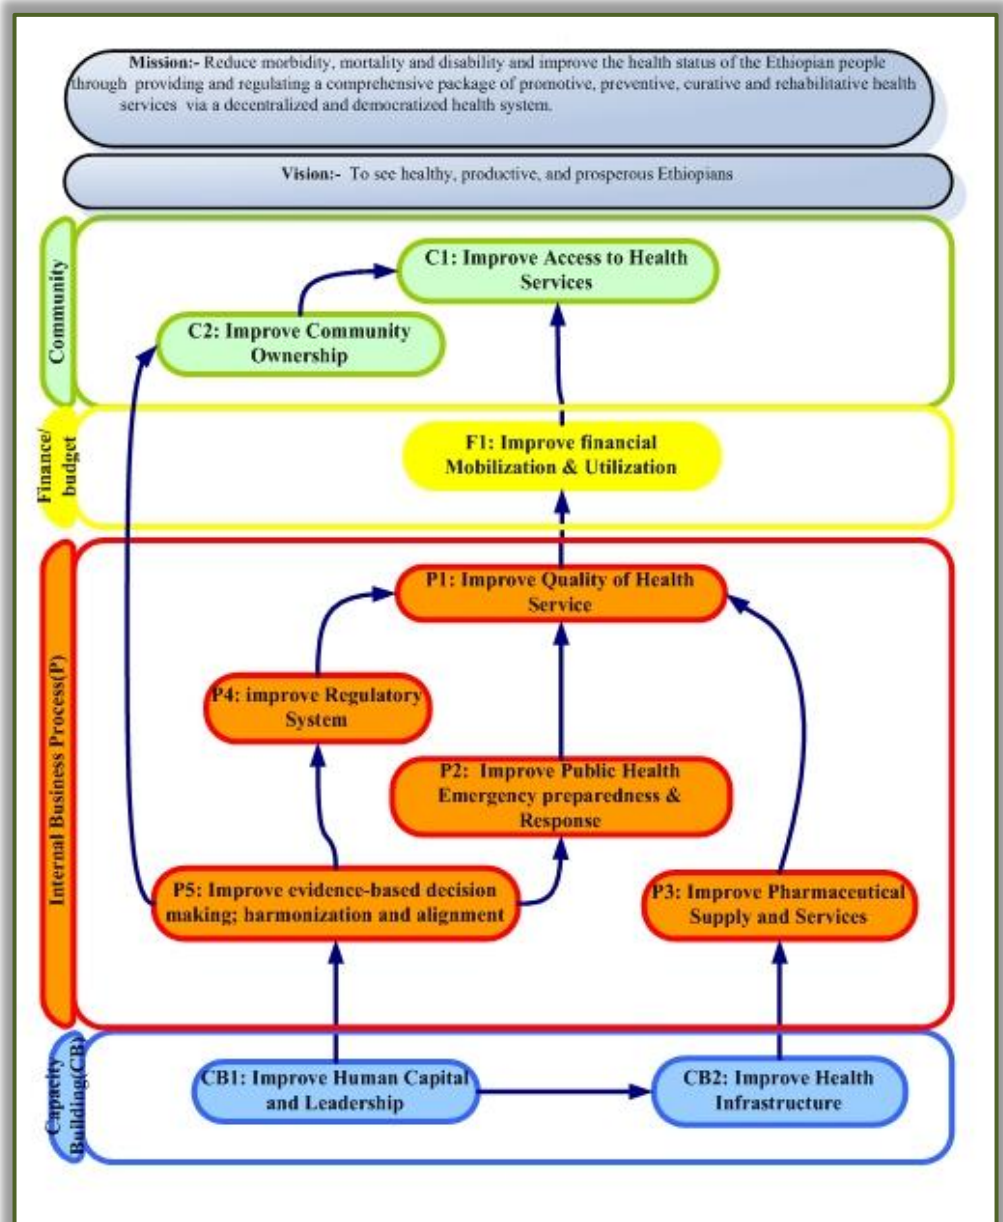 Mission:- Reduce morbidity, mortality and disability and improve the health status of the Ethiopian people
through providing and regulating a comprehensive package of promotive, preventive, curative and rehabilitative health
services via a decentralized and democratized health system.
Vision:- To see healthy, productive, and prosperous Ethiopians
Community
C1: Improve Access to Health
Services
C2: Improve Community
Ownership
Finance/
budget
F1: Improve financial
Mobilization & Utilization
Internal Business Process(P)
P1: Improve Quality of Health
Service
P4: improve Regulatory
System
P2: Improve Public Health
Emergency preparedness &
Response
P5: Improve evidence-based decision
making; harmonization and alignment
P3: Improve Pharmaceutical
Supply and Services
Capacity
Building(CB)
CB1: Improve Human Capital
and Leadership
CB2: Improve Health
Infrastructure